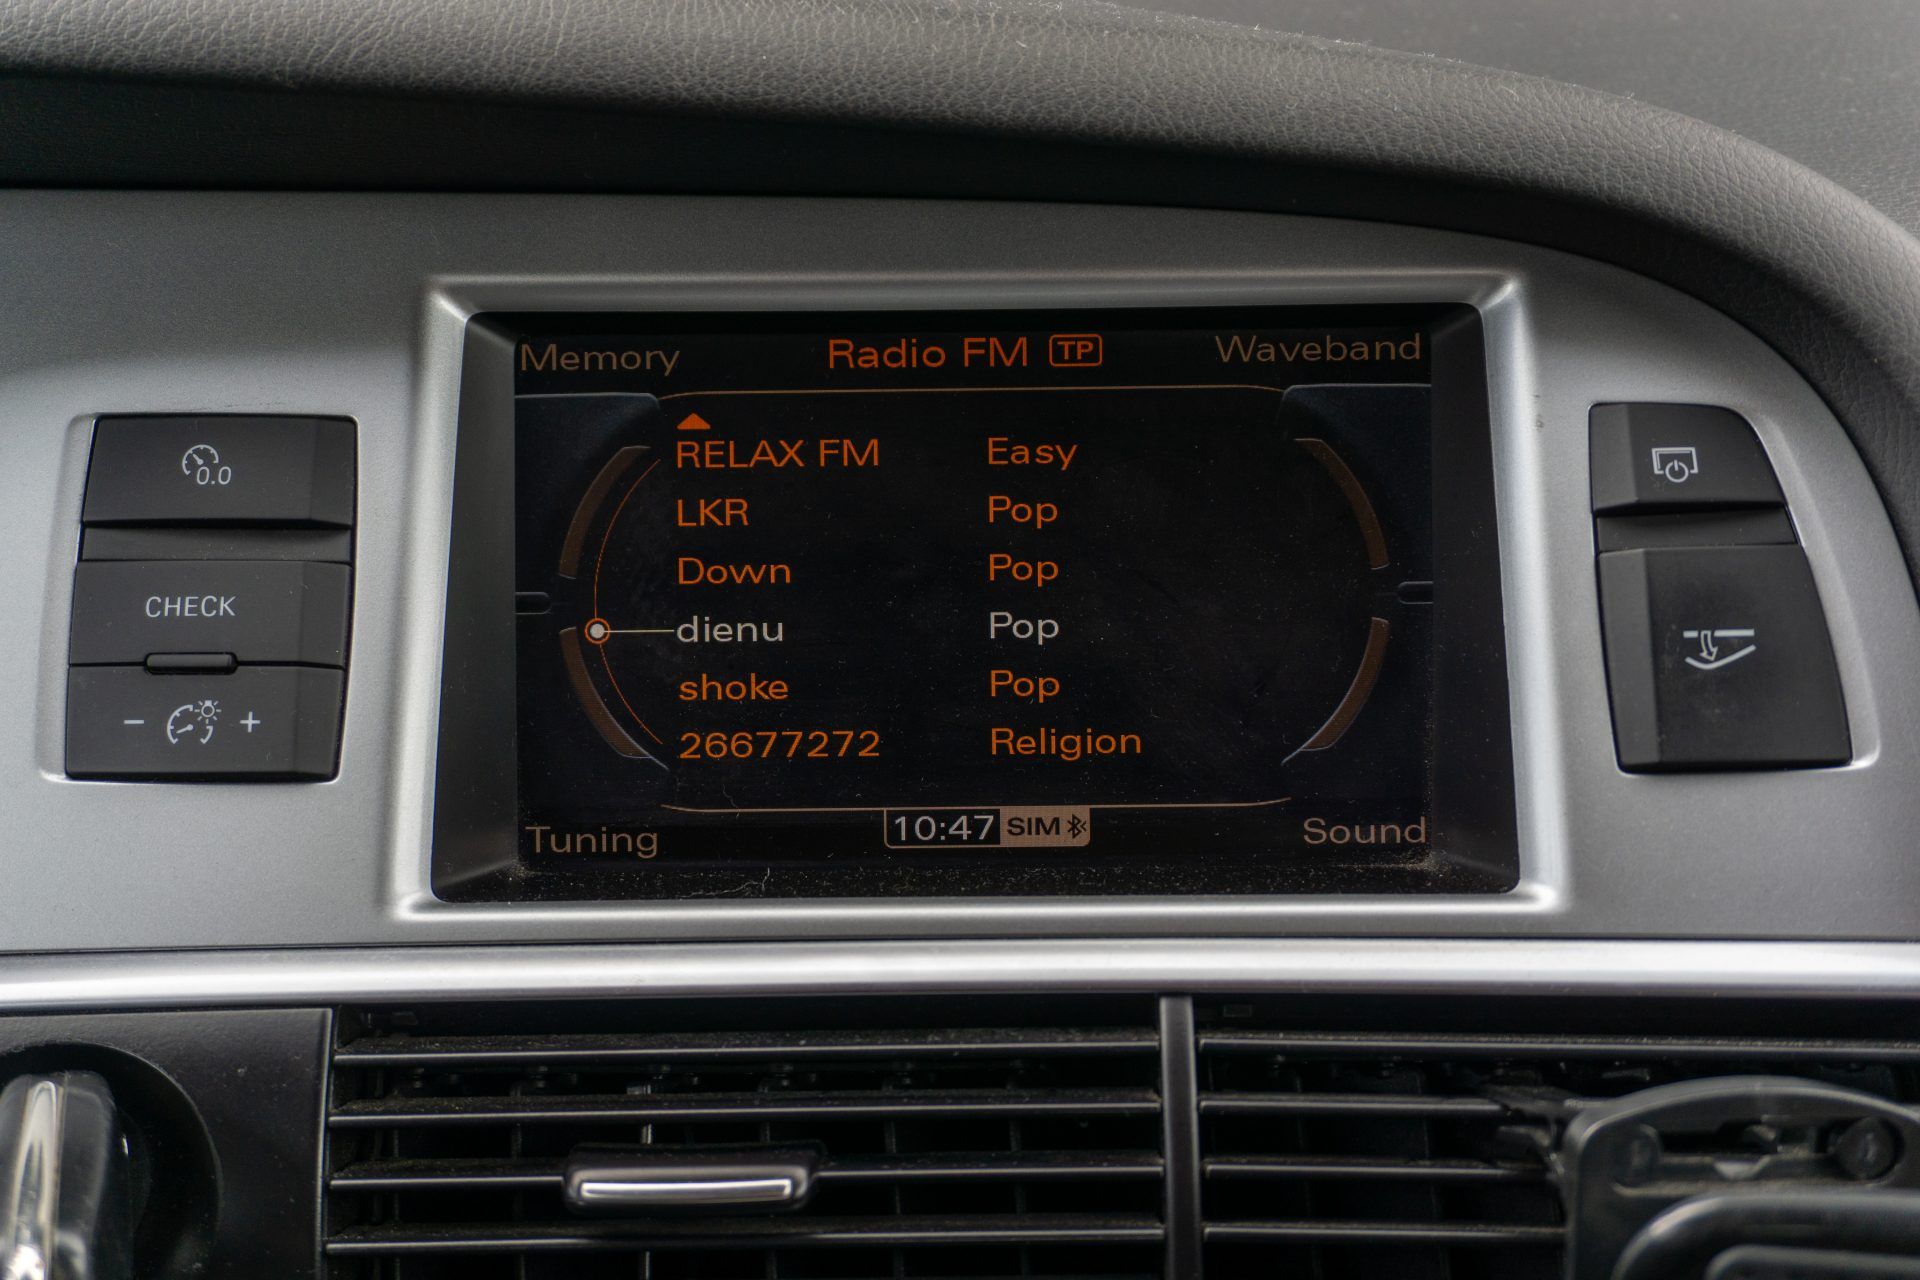 Memory Radio FM TP Waveband
RELAX FM Easy
LKR Pop
Down Pop
dienu Pop
shoke Pop
26677272 Religion
Tuning 10:47 SIM Sound
0.0
CHECK
- +